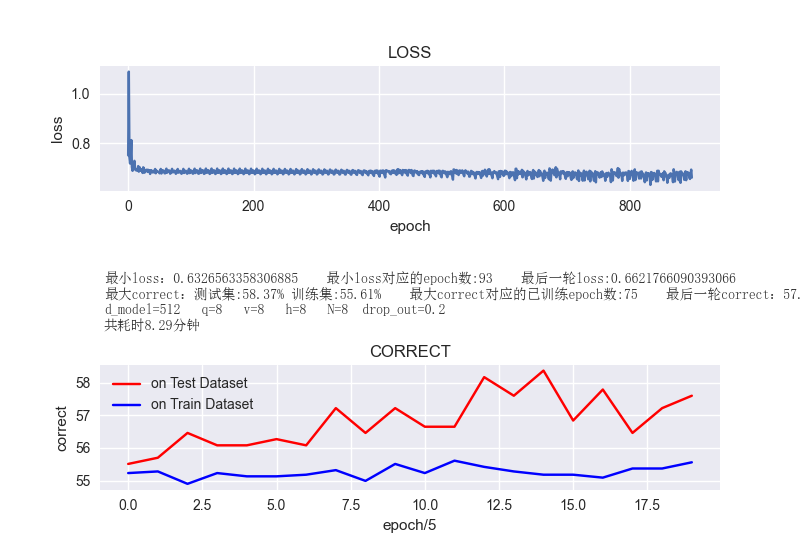 LOSS
1.0
0.8
loss
0 200 400 600 800
epoch
最小loss：0.6326563358306885 最小loss对应的epoch数:93 最后一轮loss:0.6621766090393066
最大correct：测试集:58.37% 训练集:55.61% 最大correct对应的已训练epoch数:75 最后一轮correct：57.
d_model=512 q=8 v=8 h=8 N=8 drop_out=0.2
共耗时8.29分钟
CORRECT
on Test Dataset
on Train Dataset
58
57
56
55
correct
0.0 2.5 5.0 7.5 10.0 12.5 15.0 17.5
epoch/5